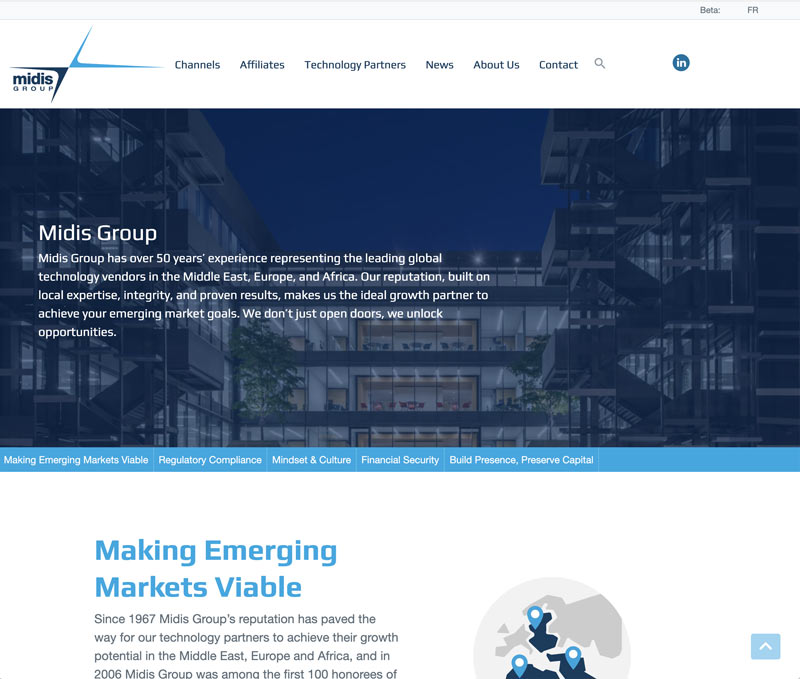 Beta: FR
midis
GROUP
Channels Affiliates Technology Partners News About Us Contact
in
Midis Group
Midis Group has over 50 years’ experience representing the leading global
technology vendors in the Middle East, Europe, and Africa. Our reputation, built on
local expertise, integrity, and proven results, makes us the ideal growth partner to
achieve your emerging market goals. We don’t just open doors, we unlock
opportunities.
Making Emerging Markets Viable Regulatory Compliance Mindset & Culture Financial Security Build Presence, Preserve Capital
Making Emerging
Markets Viable
Since 1967 Midis Group’s reputation has paved the
way for our technology partners to achieve their growth
potential in the Middle East, Europe and Africa, and in
2006 Midis Group was among the first 100 honorees of